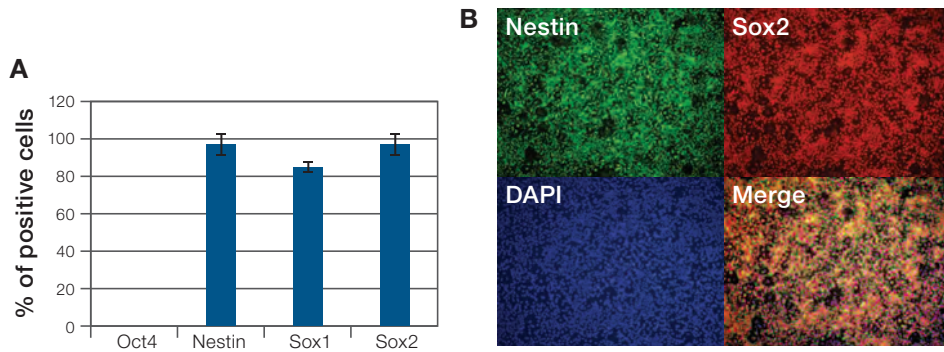 A
% of positive cells
120
100
80
60
40
20
0
Oct4 Nestin Sox1 Sox2
B
Nestin Sox2
DAPI Merge